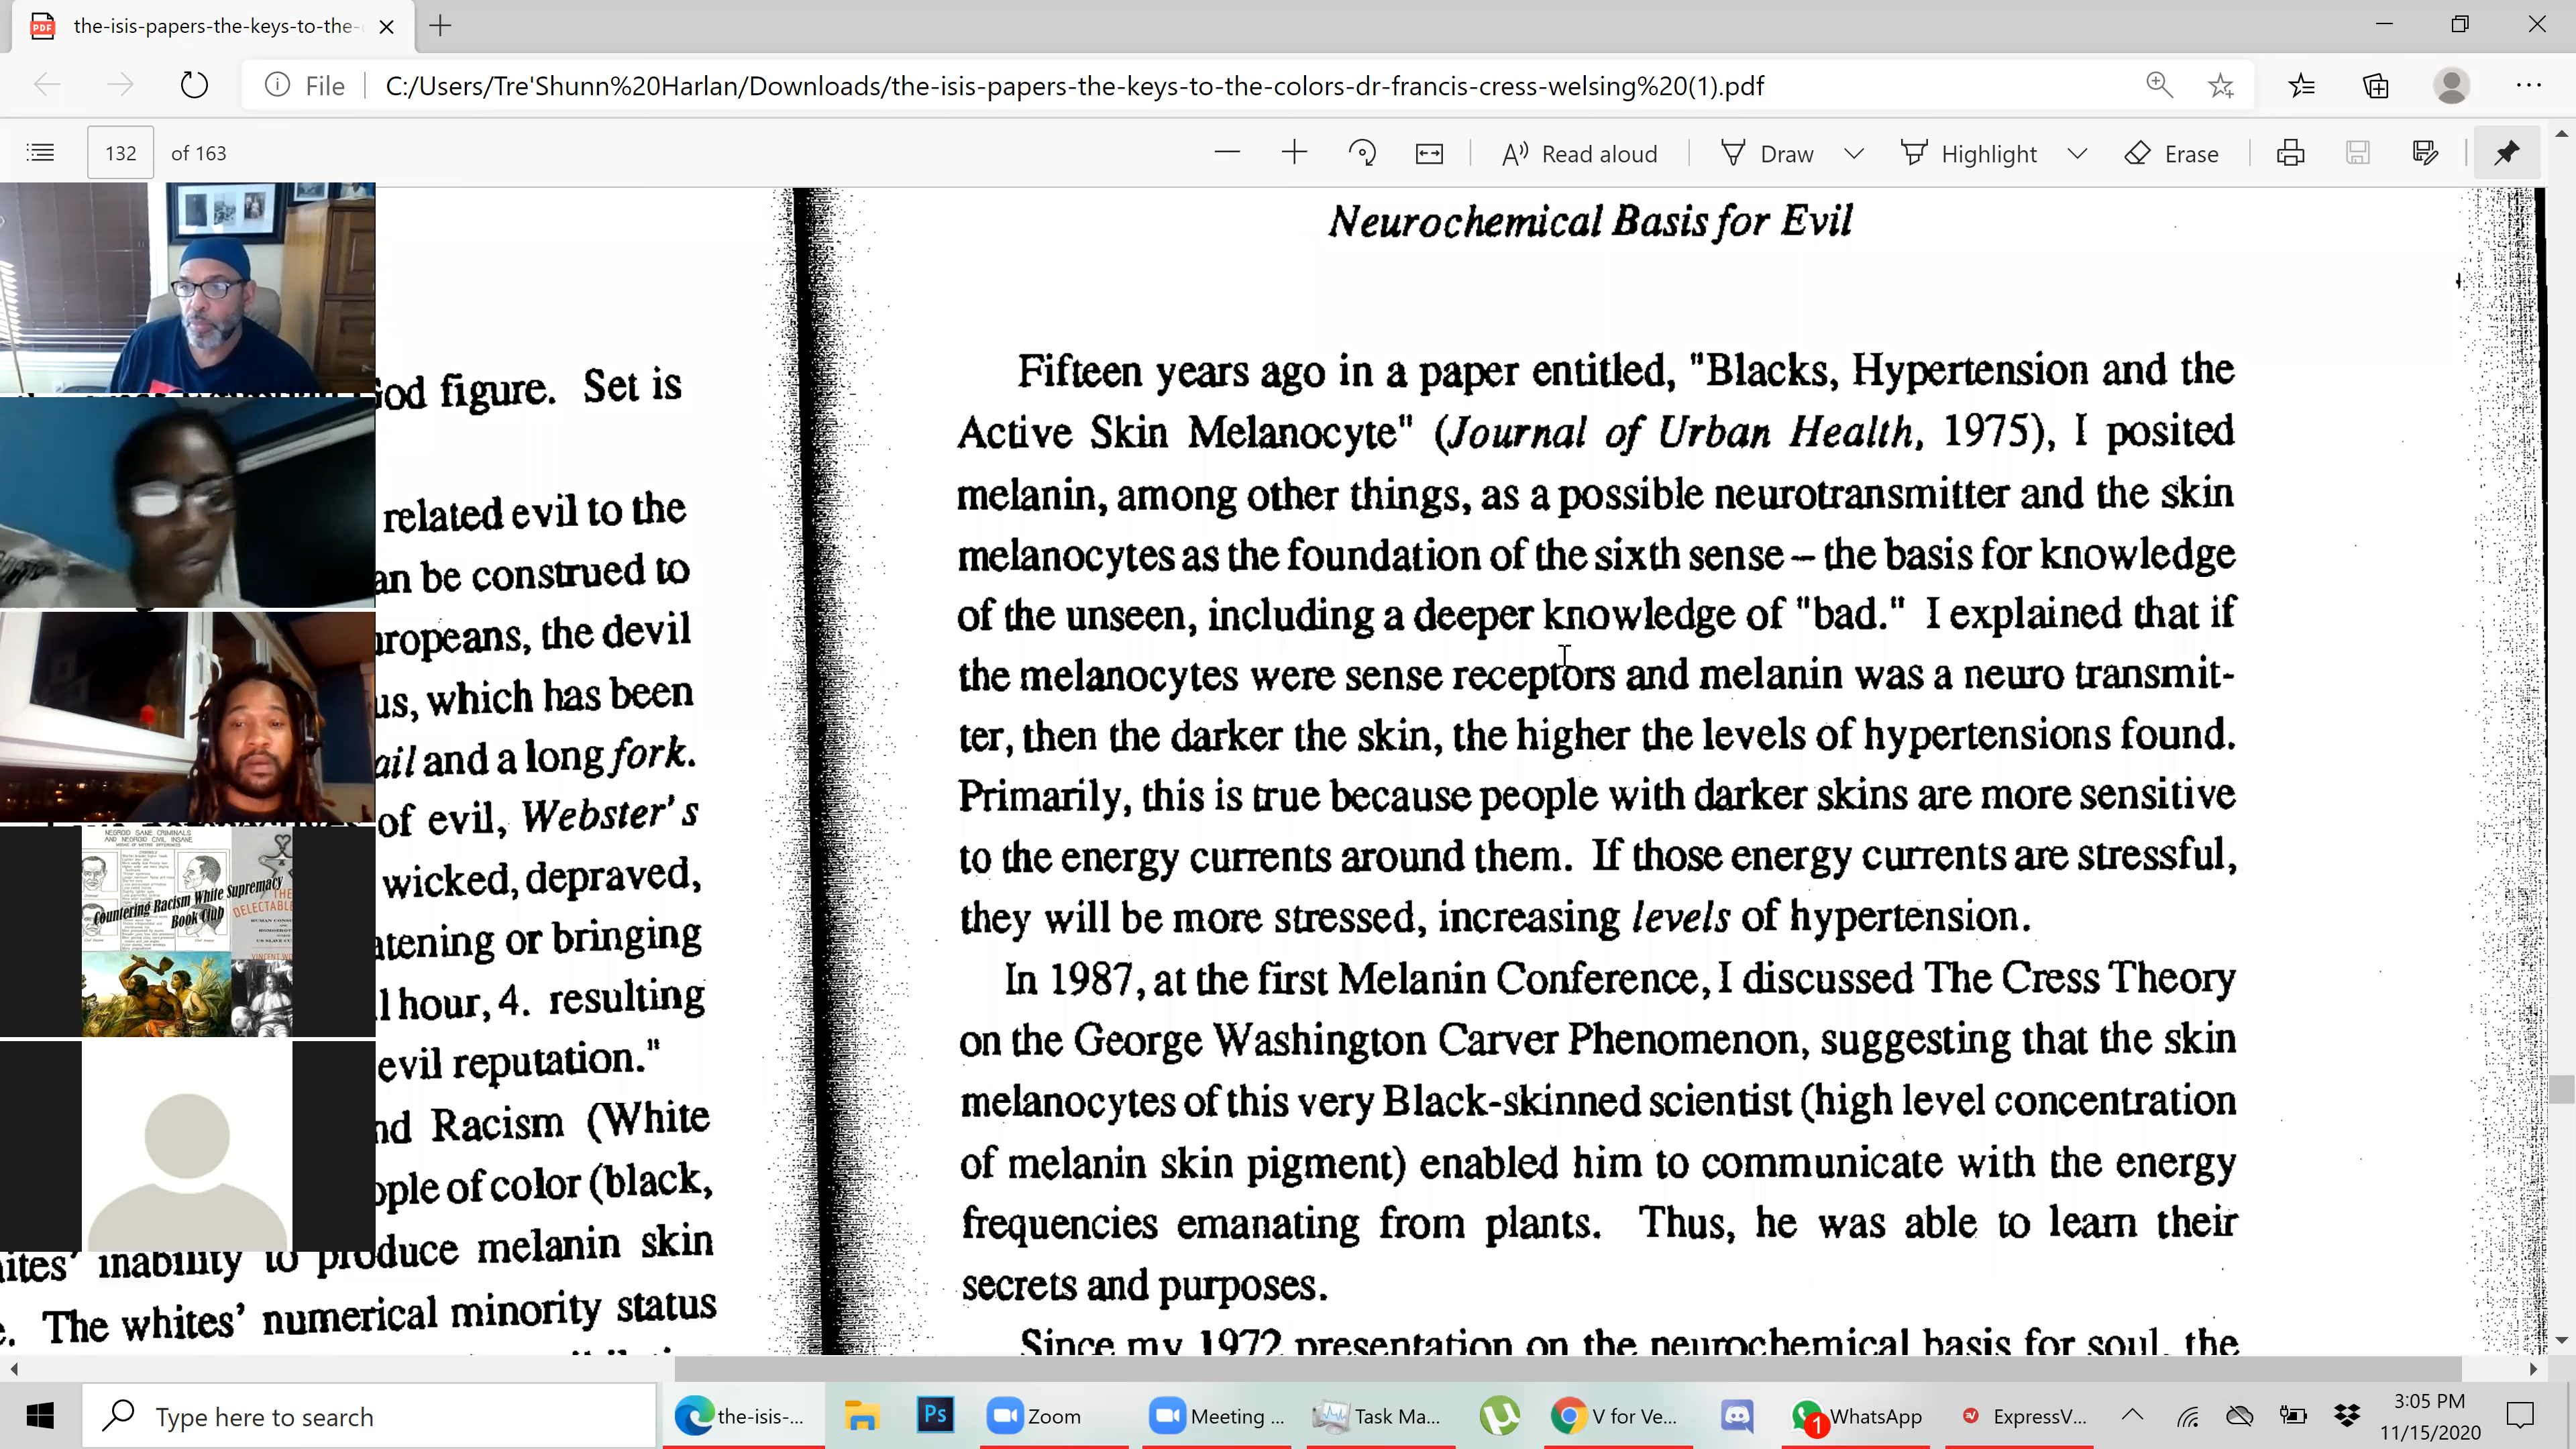 the-isis-papers-the-keys-to-the-
File
C:/Users/Tre'Shunn%20Harlan/Downloads/the-isis-papers-the-keys-to-the-colors-dr-francis-cress-welsing%20(1).pdf
132 of 163
Read aloud
Draw
Highlight
Erase
God figure. Set is
related evil to the
an be construed to
uropeans, the devil
us, which has been
ail and a long fork.
of evil, Webster's
wicked, depraved,
atening or bringing
l hour, 4. resulting
evil reputation."
nd Racism (White
ople of color (black,
ites' inability to produce melanin skin
e. The whites' numerical minority status
Neurochemical Basis for Evil
Fifteen years ago in a paper entitled, "Blacks, Hypertension and the
Active Skin Melanocyte" (Journal of Urban Health, 1975), I posited
melanin, among other things, as a possible neurotransmitter and the skin
melanocytes as the foundation of the sixth sense – the basis for knowledge
of the unseen, including a deeper knowledge of "bad." I explained that if
the melanocytes were sense receptors and melanin was a neuro transmit-
ter, then the darker the skin, the higher the levels of hypertensions found.
Primarily, this is true because people with darker skins are more sensitive
to the energy currents around them. If those energy currents are stressful,
they will be more stressed, increasing levels of hypertension.
In 1987, at the first Melanin Conference, I discussed The Cress Theory
on the George Washington Carver Phenomenon, suggesting that the skin
melanocytes of this very Black-skinned scientist (high level concentration
of melanin skin pigment) enabled him to communicate with the energy
frequencies emanating from plants. Thus, he was able to learn their
secrets and purposes.
Since my 1972 presentation on the neurochemical basis for soul, the
NEGROID SANE CRIMINALS
AND NEGROID CIVIL INSANE
Countering Racism White Supremacy
Book Club
THE
DELECTABLE
Type here to search
the-isis-...
Ps
Zoom
Meeting ...
Task Ma...
V for Ve...
1
WhatsApp
ExpressV...
3:05 PM
11/15/2020